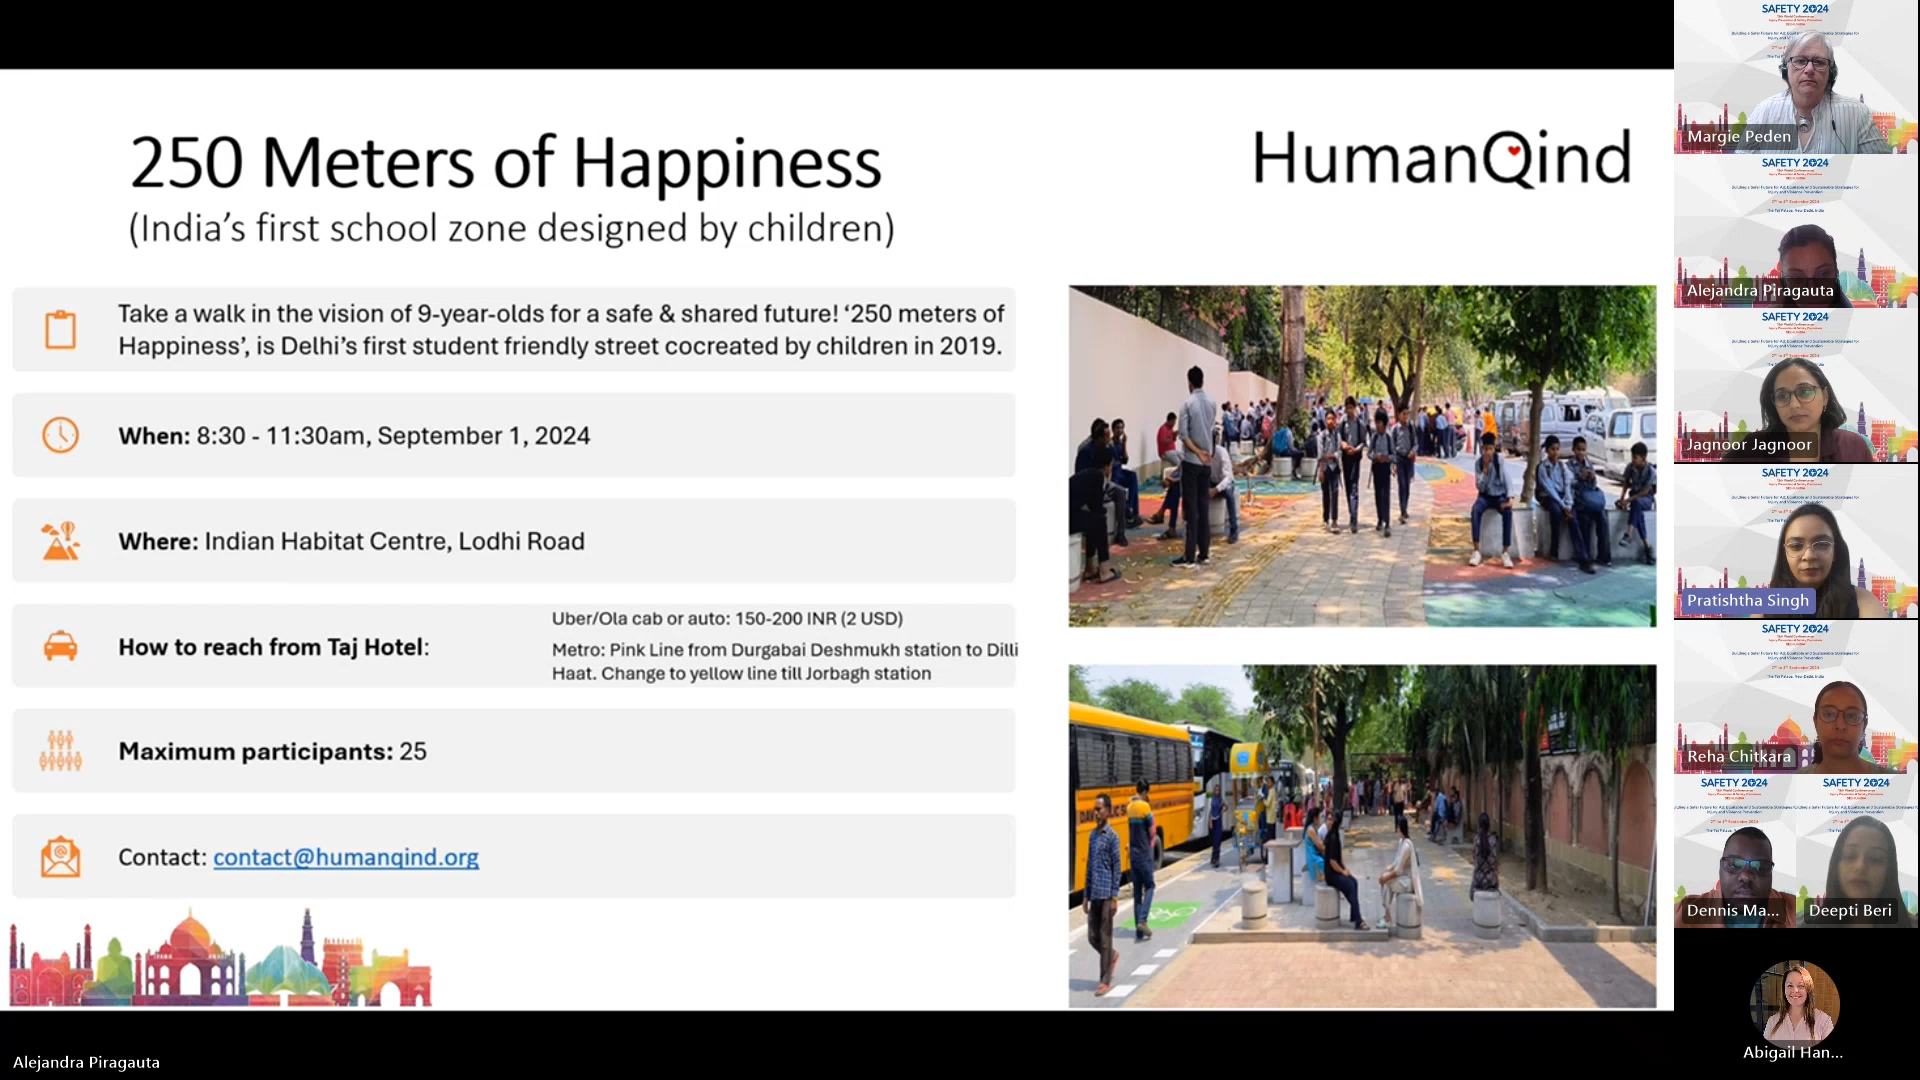 250 Meters of Happiness
(India's first school zone designed by children)
HumanQind
Take a walk in the vision of 9-year-olds for a safe & shared future! ‘250 meters of
Happiness’, is Delhi’s first student friendly street cocreated by children in 2019.
When: 8:30 - 11:30am, September 1, 2024
Where: Indian Habitat Centre, Lodhi Road
How to reach from Taj Hotel:
Uber/Ola cab or auto: 150-200 INR (2 USD)
Metro: Pink Line from Durgabai Deshmukh station to Dilli
Haat. Change to yellow line till Jorbagh station
Maximum participants: 25
Contact: contact@humanqind.org
Alejandra Piragauta
SAFETY 2024
Margie Peden
SAFETY 2024
Alejandra Piragauta
SAFETY 2024
Jagnoor Jagnoor
SAFETY 2024
Pratishtha Singh
SAFETY 2024
Reha Chitkara
SAFETY 2024
SAFETY 2024
Dennis Ma...
Deepti Beri
Abigail Han...